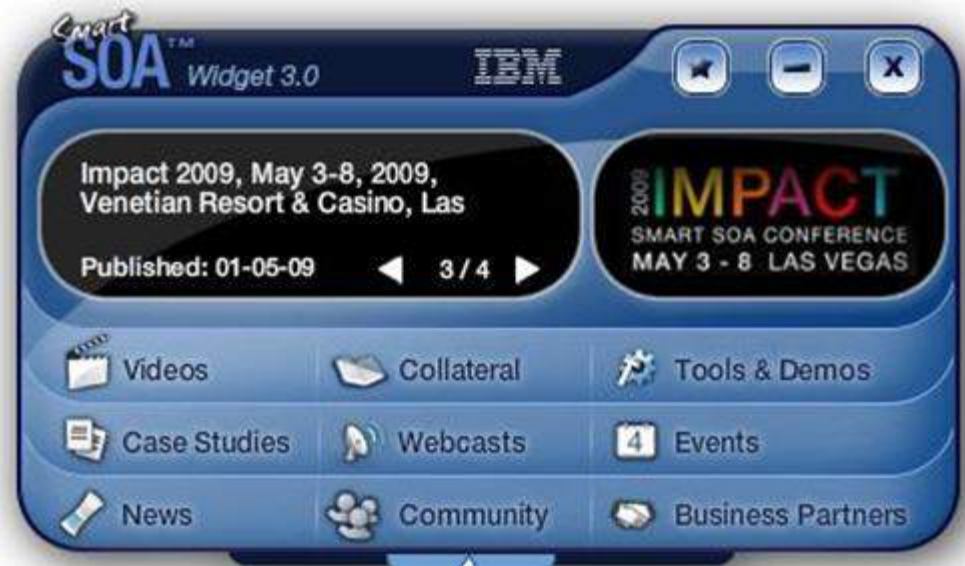 Smart
SOA™ Widget 3.0
IBM
X
Impact 2009, May 3-8, 2009,
Venetian Resort & Casino, Las
Published: 01-05-09
3 / 4
2009 IMPACT
SMART SOA CONFERENCE
MAY 3 - 8 LAS VEGAS
Videos
Collateral
Tools & Demos
Case Studies
Webcasts
4
Events
News
Community
Business Partners